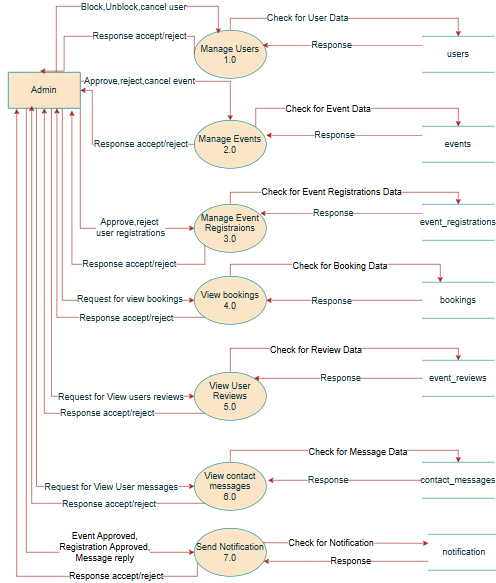 Block,Unblock,cancel user
Check for User Data
Response accept/reject
Manage Users
1.0
Response
users
Admin
Approve,reject,cancel event
Check for Event Data
Response accept/reject
Manage Events
2.0
Response
events
Check for Event Registrations Data
Approve,reject
user registrations
Manage Event
Registraions
3.0
Response
event_registrations
Response accept/reject
Check for Booking Data
Request for view bookings
View bookings
4.0
Response
bookings
Response accept/reject
Check for Review Data
Request for View users reviews
View User
Reviews
5.0
Response
event_reviews
Response accept/reject
Check for Message Data
Request for View User messages
View contact
messages
6.0
Response
contact_messages
Response accept/reject
Event Approved,
Registration Approved,
Message reply
Send Notification
7.0
Check for Notification
Response
notification
Response accept/reject